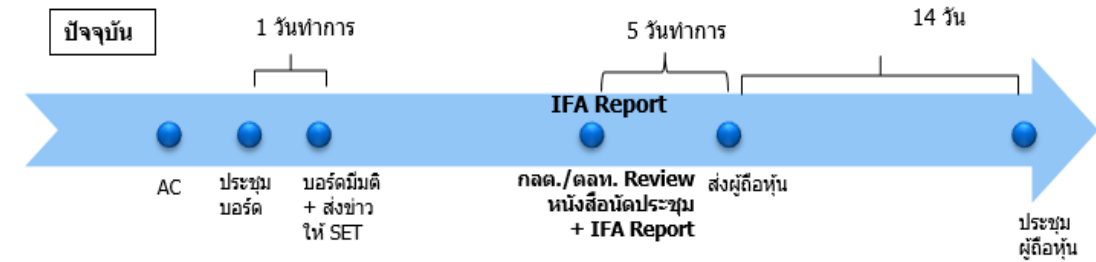 ปัจจุบัน
1 วันทำการ
5 วันทำการ
14 วัน
IFA Report
AC
ประชุม
บอร์ด
บอร์ดมีมติ
+ ส่งข่าว
ให้ SET
กลต./ตลท. Review
หนังสือนัดประชุม
+ IFA Report
ส่งผู้ถือหุ้น
ประชุม
ผู้ถือหุ้น